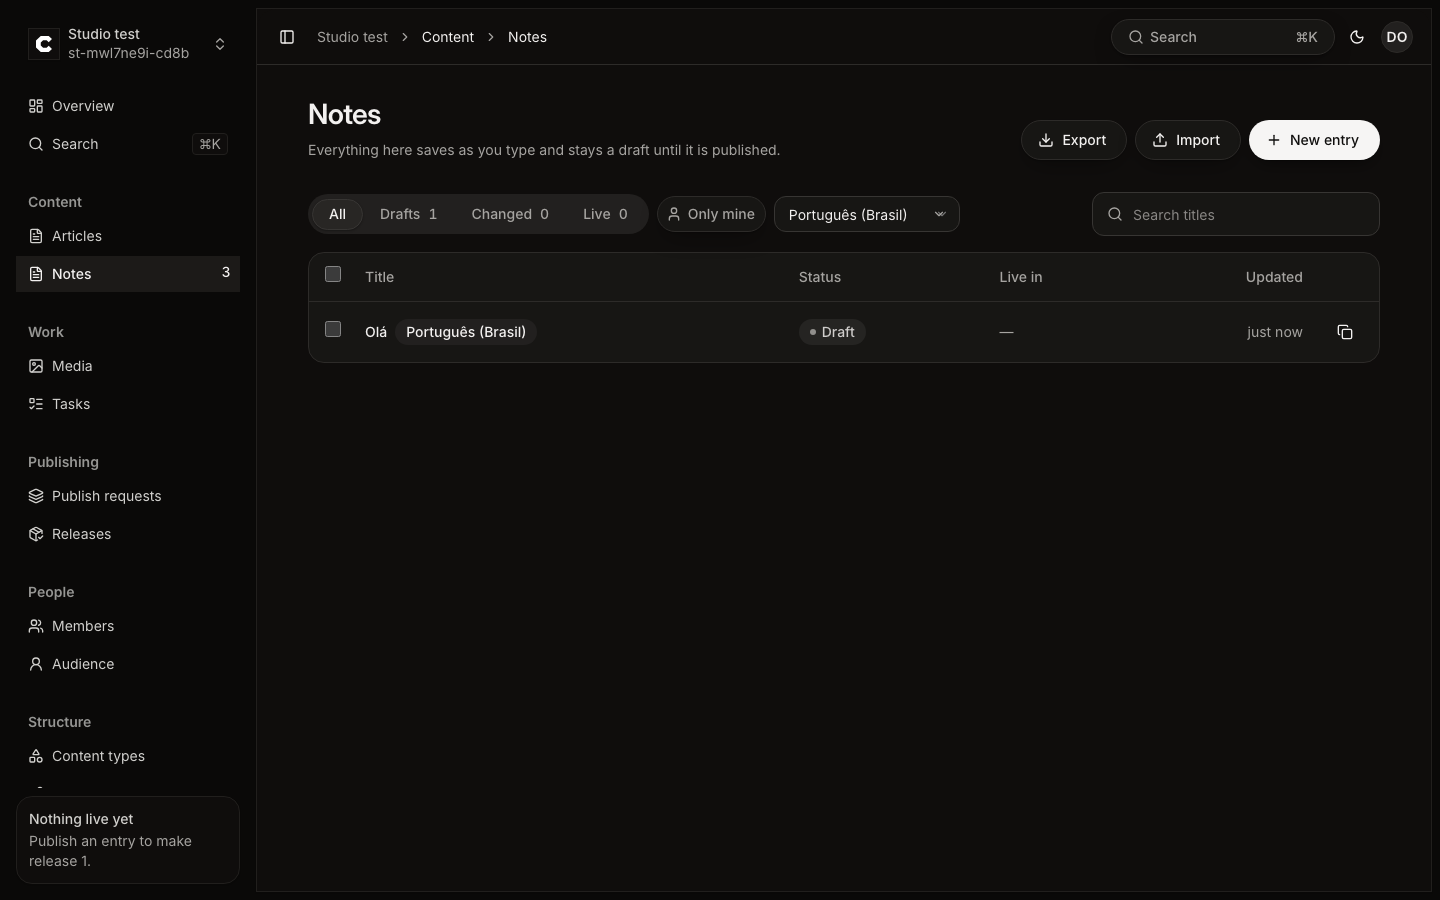 Studio test
st-mwl7ne9i-cd8b
Overview
Search ⌘K
Content
Articles
Notes 3
Work
Media
Tasks
Publishing
Publish requests
Releases
People
Members
Audience
Structure
Content types
Nothing live yet
Publish an entry to make
release 1.
Studio test > Content > Notes
Search ⌘K
DO
Notes
Everything here saves as you type and stays a draft until it is published.
Export
Import
New entry
All
Drafts 1
Changed 0
Live 0
Only mine
Português (Brasil)
Search titles
Title Status Live in Updated
Olá Português (Brasil) Draft — just now